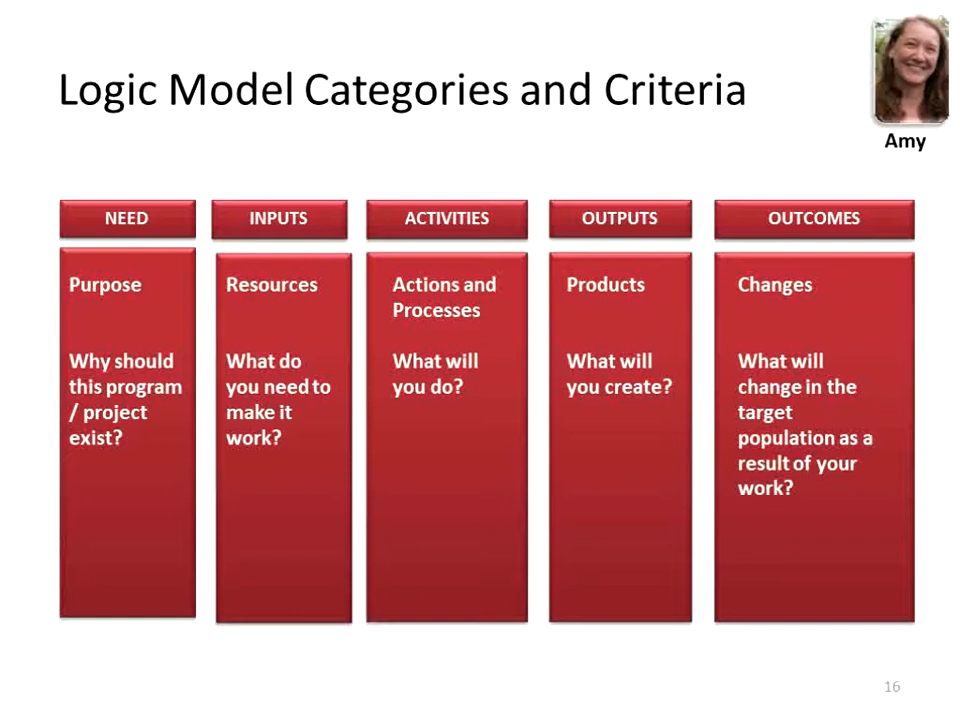 Logic Model Categories and Criteria
Amy
NEED
INPUTS
ACTIVITIES
OUTPUTS
OUTCOMES
Purpose
Why should
this program
/ project
exist?
Resources
What do
you need to
make it
work?
Actions and
Processes
What will
you do?
Products
What will
you create?
Changes
What will
change in the
target
population as a
result of your
work?
16